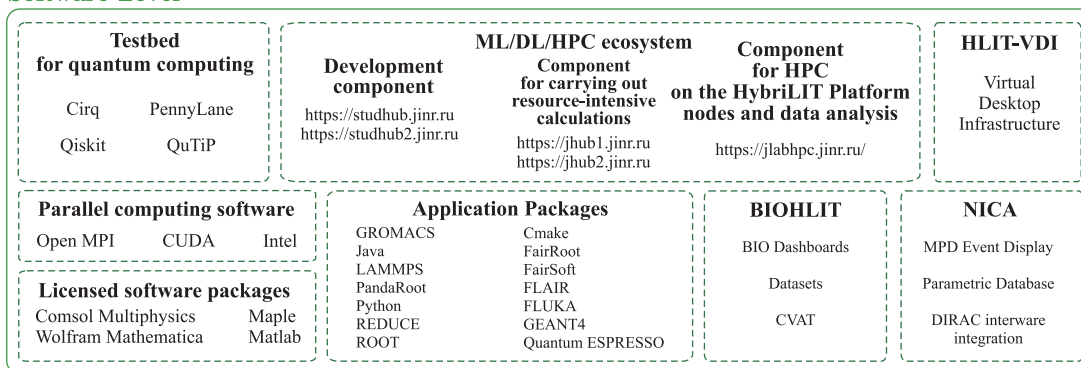 Software Level
Testbed
for quantum computing
Cirq PennyLane
Qiskit QuTiP
ML/DL/HPC ecosystem
Development
component
https://studhub.jinr.ru
https://studhub2.jinr.ru
Component
for carrying out
resource-intensive
calculations
https://jhub1.jinr.ru
https://jhub2.jinr.ru
Component
for HPC
on the HybriLIT Platform
nodes and data analysis
https://jlabhpc.jinr.ru/
HLIT-VDI
Virtual
Desktop
Infrastructure
Parallel computing software
Open MPI CUDA Intel
Licensed software packages
Comsol Multiphysics Maple
Wolfram Mathematica Matlab
Application Packages
GROMACS Cmake
Java FairRoot
LAMMPS FairSoft
PandaRoot FLAIR
Python FLUKA
REDUCE GEANT4
ROOT Quantum ESPRESSO
BIOHLIT
BIO Dashboards
Datasets
CVAT
NICA
MPD Event Display
Parametric Database
DIRAC interware
integration